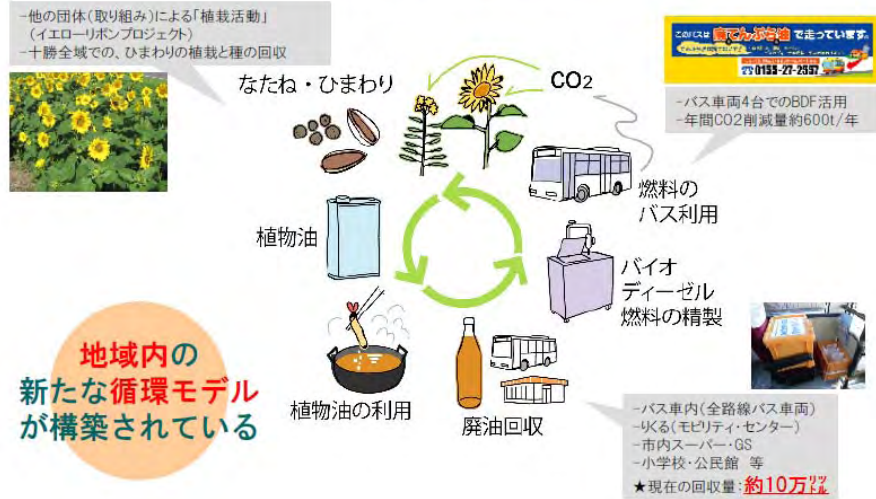 -他の団体(取り組み)による「植栽活動」
(イエローリボンプロジェクト)
-十勝全域での、ひまわりの植栽と種の回収
なたね・ひまわり
CO2
このバスは 廃てんぷら油 で走っています。
☎0155-27-2597
-バス車両4台でのBDF活用
-年間CO2削減量約600t/年
燃料の
バス利用
植物油
バイオ
ディーゼル
燃料の精製
地域内の
新たな循環モデル
が構築されている
植物油の利用
廃油回収
-バス車内(全路線バス車両)
-りくる(モビリティ・センター)
-市内スーパー・GS
-小学校・公民館 等
★現在の回収量:約10万㍑